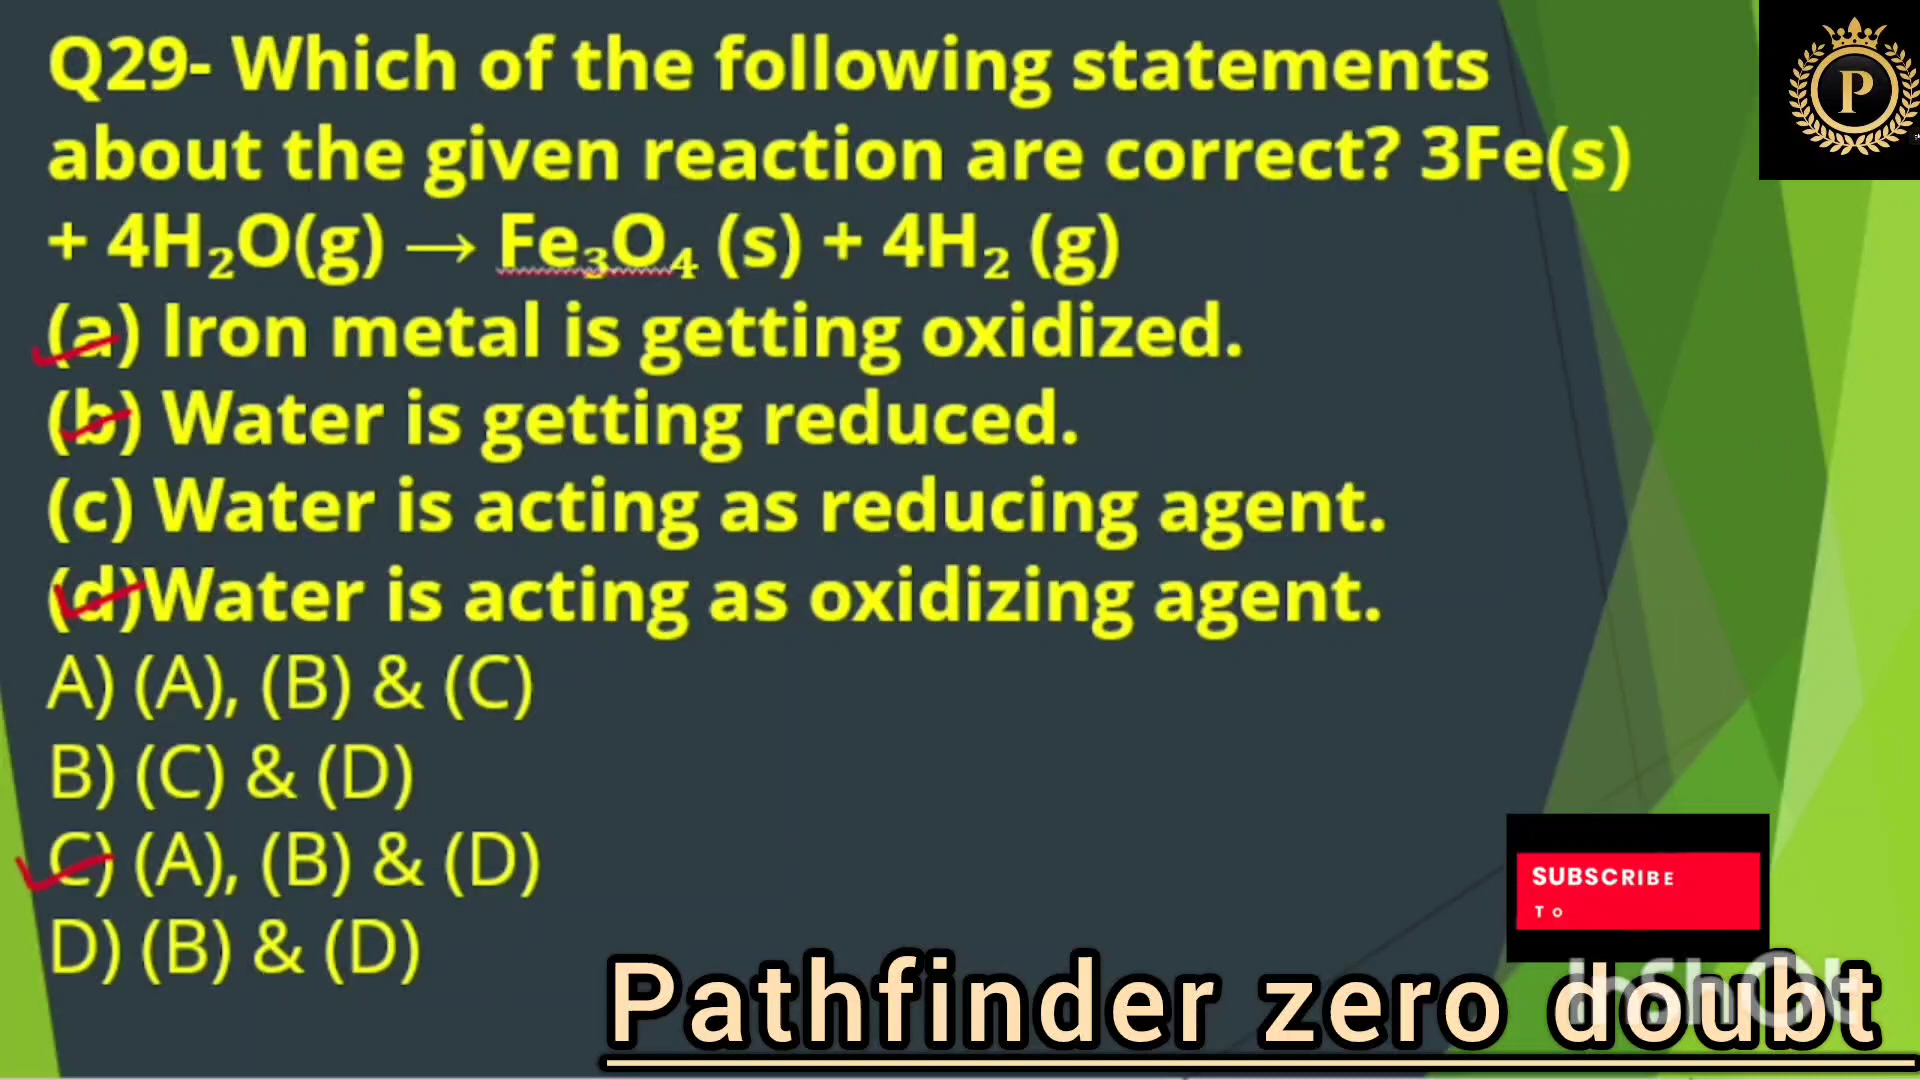 Q29- Which of the following statements
about the given reaction are correct? 3Fe(s)
+ 4H₂O(g) → Fe₃O₄ (s) + 4H₂ (g)
(a) Iron metal is getting oxidized.
(b) Water is getting reduced.
(c) Water is acting as reducing agent.
(d)Water is acting as oxidizing agent.
A) (A), (B) & (C)
B) (C) & (D)
C) (A), (B) & (D)
D) (B) & (D)
P
SUBSCRIBE
TO
Pathfinder zero doubt
InShOt